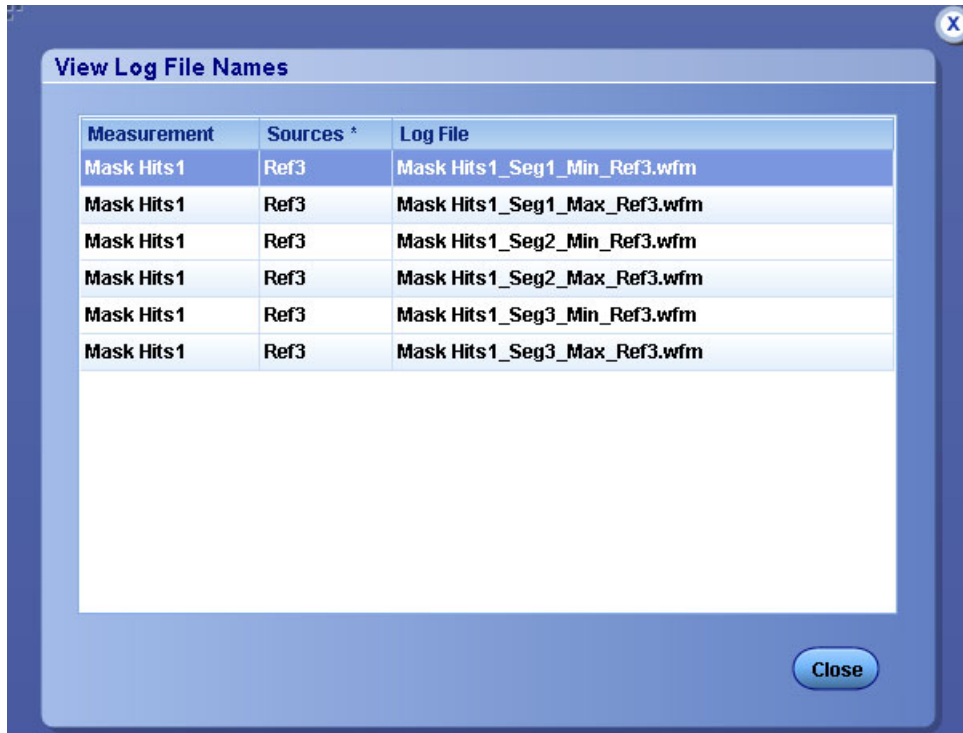 X
View Log File Names
Measurement Sources * Log File
Mask Hits1 Ref3 Mask Hits1_Seg1_Min_Ref3.wfm
Mask Hits1 Ref3 Mask Hits1_Seg1_Max_Ref3.wfm
Mask Hits1 Ref3 Mask Hits1_Seg2_Min_Ref3.wfm
Mask Hits1 Ref3 Mask Hits1_Seg2_Max_Ref3.wfm
Mask Hits1 Ref3 Mask Hits1_Seg3_Min_Ref3.wfm
Mask Hits1 Ref3 Mask Hits1_Seg3_Max_Ref3.wfm
Close